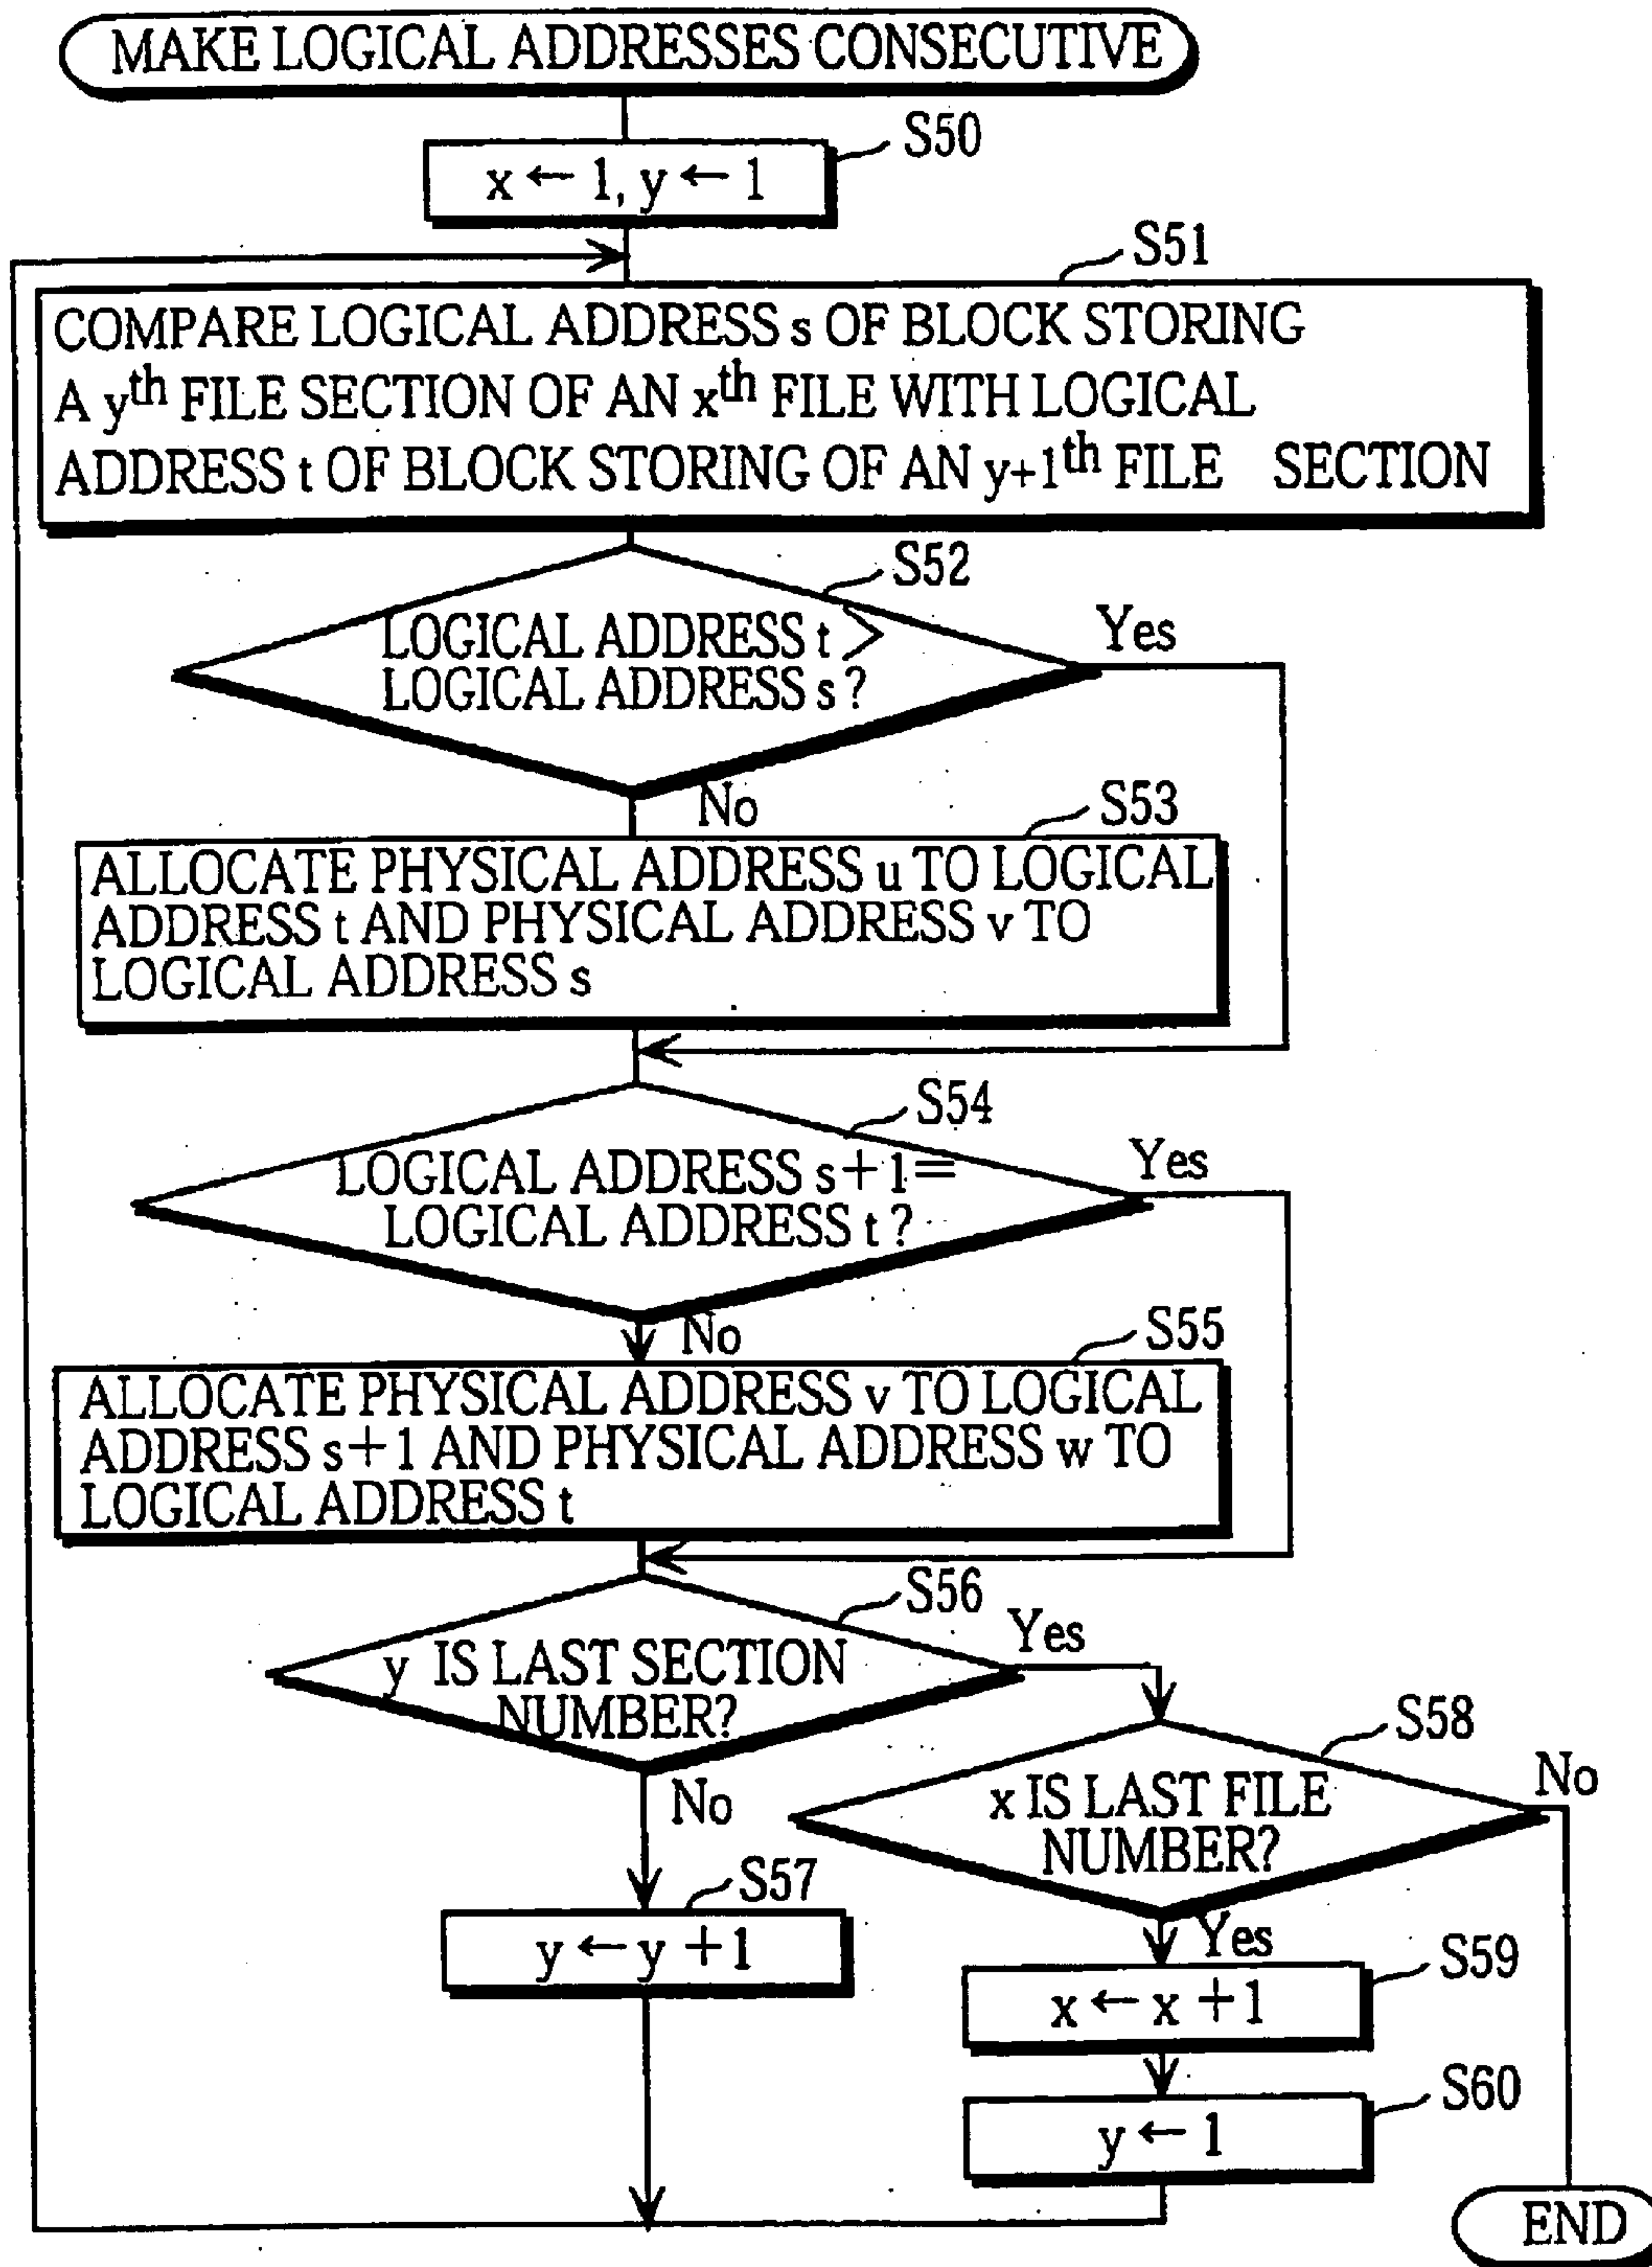 MAKE LOGICAL ADDRESSES CONSECUTIVE
S50
x ← 1, y ← 1
S51
COMPARE LOGICAL ADDRESS s OF BLOCK STORING
A yth FILE SECTION OF AN xth FILE WITH LOGICAL
ADDRESS t OF BLOCK STORING OF AN y+1th FILE SECTION
S52
LOGICAL ADDRESS t >
LOGICAL ADDRESS s ?
Yes
No
S53
ALLOCATE PHYSICAL ADDRESS u TO LOGICAL
ADDRESS t AND PHYSICAL ADDRESS v TO
LOGICAL ADDRESS s
S54
LOGICAL ADDRESS s+1=
LOGICAL ADDRESS t ?
Yes
No
S55
ALLOCATE PHYSICAL ADDRESS v TO LOGICAL
ADDRESS s+1 AND PHYSICAL ADDRESS w TO
LOGICAL ADDRESS t
S56
y IS LAST SECTION
NUMBER?
Yes
No
S58
x IS LAST FILE
NUMBER?
No
Yes
S57
y ← y +1
S59
x ← x +1
S60
y ← 1
END